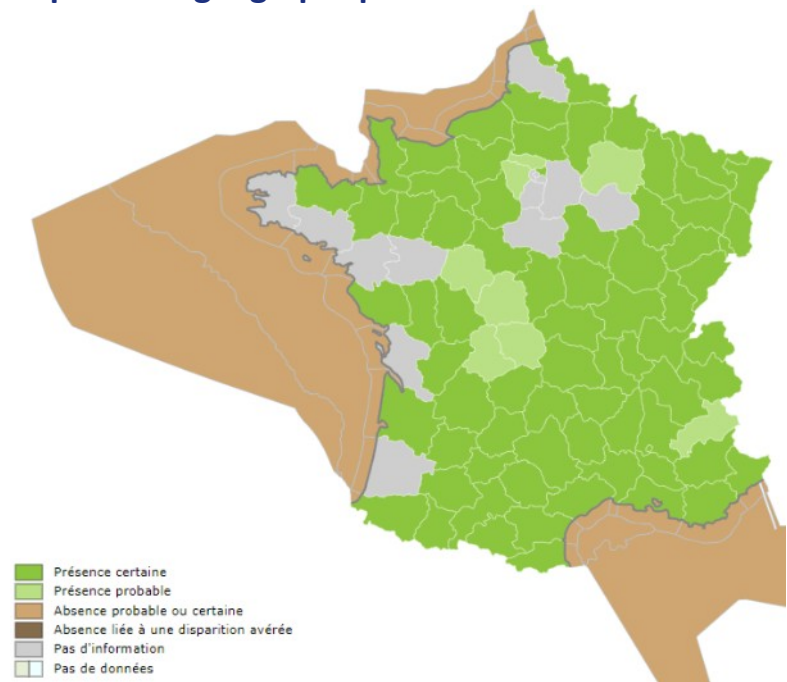 Présence certaine
Présence probable
Absence probable ou certaine
Absence liée à une disparition avérée
Pas d'information
Pas de données